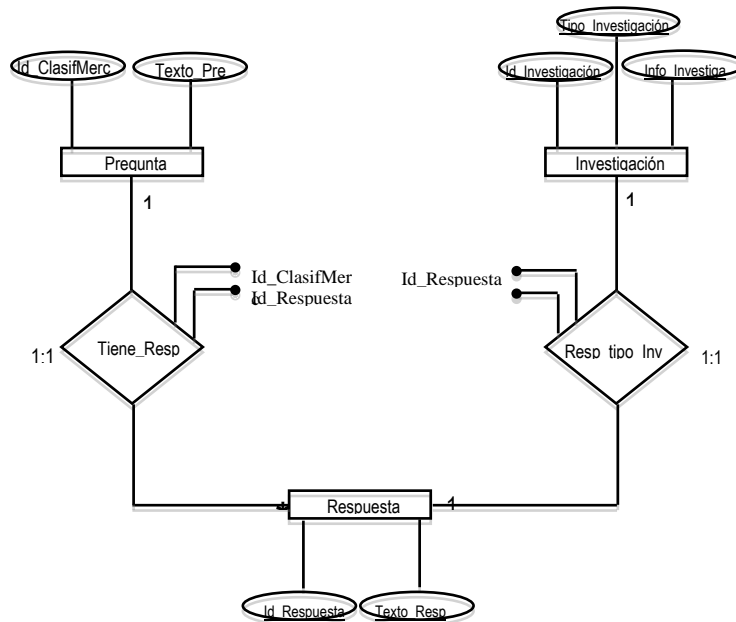 Tipo_Investigación
Id_ClasifMerc
Texto_Pre
Id_Investigación
Info_Investiga
Pregunta
Investigación
1
1
Id_ClasifMer
c
Id_Respuesta
Id_Respuesta
1:1
Tiene_Resp
Resp_tipo_Inv
1:1
Respuesta
1
Id_Respuesta
Texto_Resp